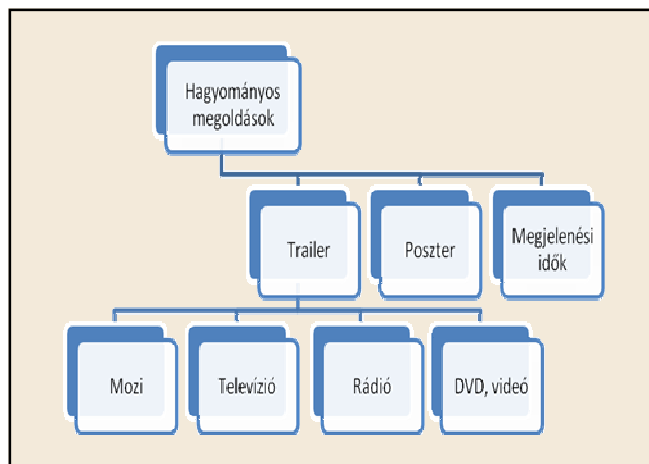 Hagyományos
megoldások
Trailer
Poszter
Megjelenési
idők
Mozi
Televízió
Rádió
DVD, videó